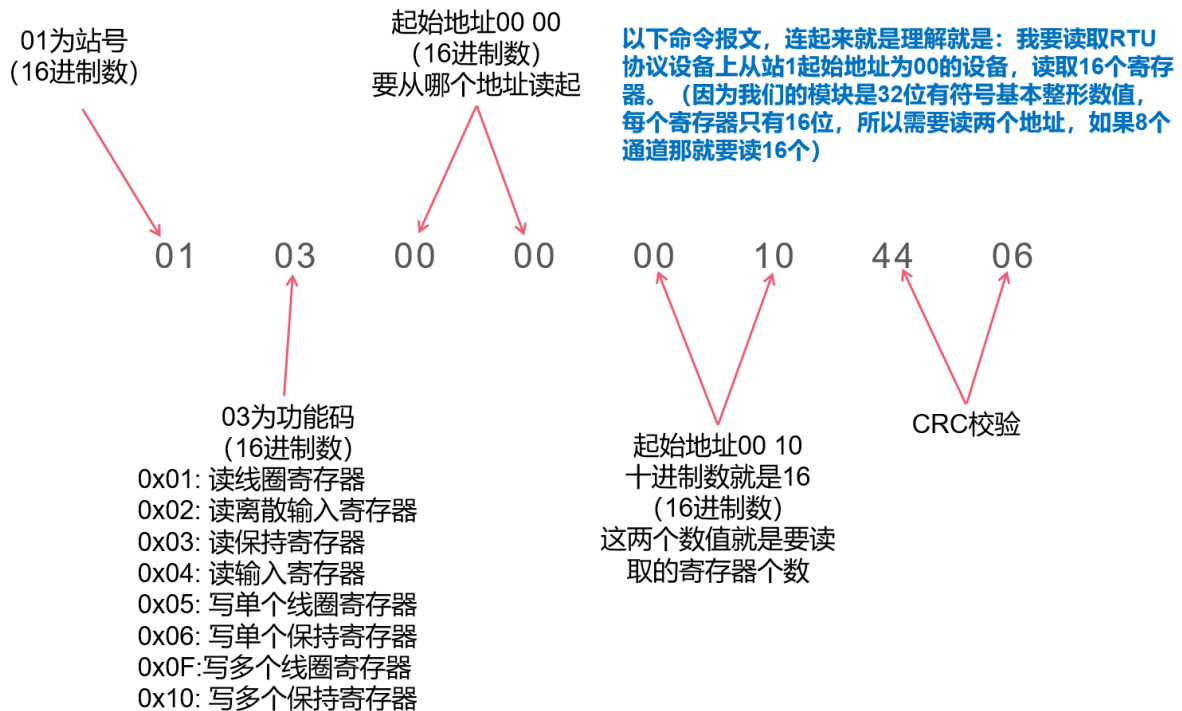 01为站号
（16进制数）
起始地址00 00
（16进制数）
要从哪个地址读起
以下命令报文，连起来就是理解就是：我要读取RTU
协议设备上从站1起始地址为00的设备，读取16个寄存
器。（因为我们的模块是32位有符号基本整形数值，
每个寄存器只有16位，所以需要读两个地址，如果8个
通道那就要读16个）
01 03 00 00 00 10 44 06
03为功能码
（16进制数）
0x01: 读线圈寄存器
0x02: 读离散输入寄存器
0x03: 读保持寄存器
0x04: 读输入寄存器
0x05: 写单个线圈寄存器
0x06: 写单个保持寄存器
0x0F:写多个线圈寄存器
0x10: 写多个保持寄存器
起始地址00 10
十进制数就是16
（16进制数）
这两个数值就是要读
取的寄存器个数
CRC校验